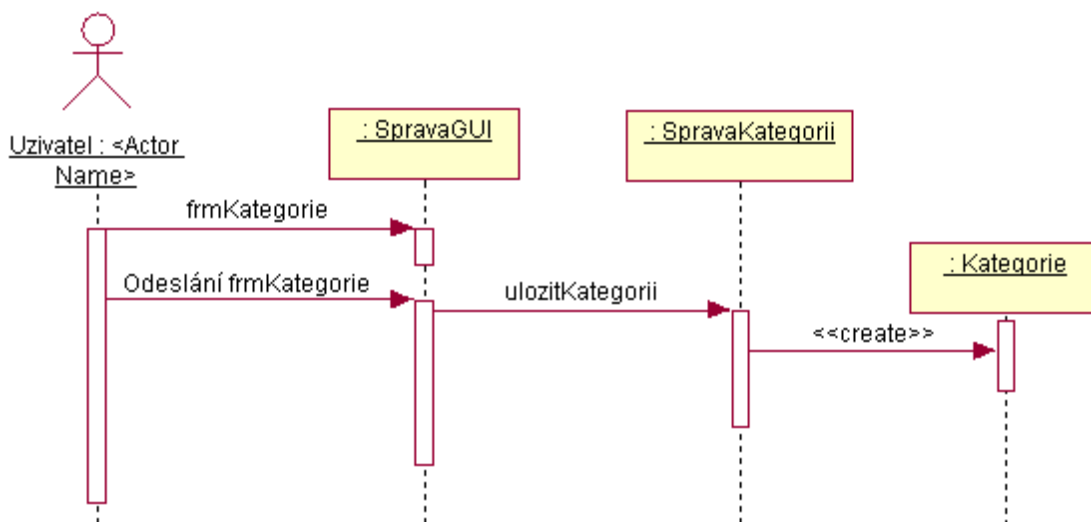 : SpravaGUI
: SpravaKategorii
Uzivatel : <Actor
Name>
frmKategorie
: Kategorie
Odeslání frmKategorie
ulozitKategorii
<<create>>